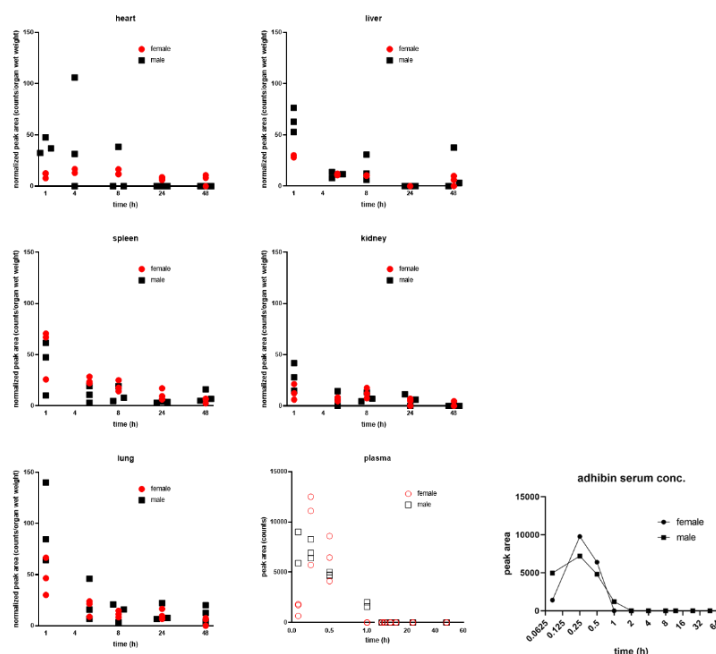 heart
normalized peak area (counts/organ wet weight)
150
100
50
0
1
4
8
24
48
time (h)
female
male
liver
normalized peak area (counts/organ wet weight)
150
100
50
0
1
4
8
24
48
time (h)
female
male
spleen
normalized peak area (counts/organ wet weight)
150
100
50
0
1
4
8
24
48
time (h)
female
male
kidney
normalized peak area (counts/organ wet weight)
150
100
50
0
1
4
8
24
48
time (h)
female
male
lung
normalized peak area (counts/organ wet weight)
150
100
50
0
1
4
8
24
48
time (h)
female
male
plasma
peak area (counts)
15000
10000
5000
0
0.0
0.5
1.0
20
40
60
time (h)
female
male
adhibin serum conc.
peak area
15000
10000
5000
0
0.0625
0.125
0.25
0.5
1
2
4
8
16
32
64
time (h)
female
male